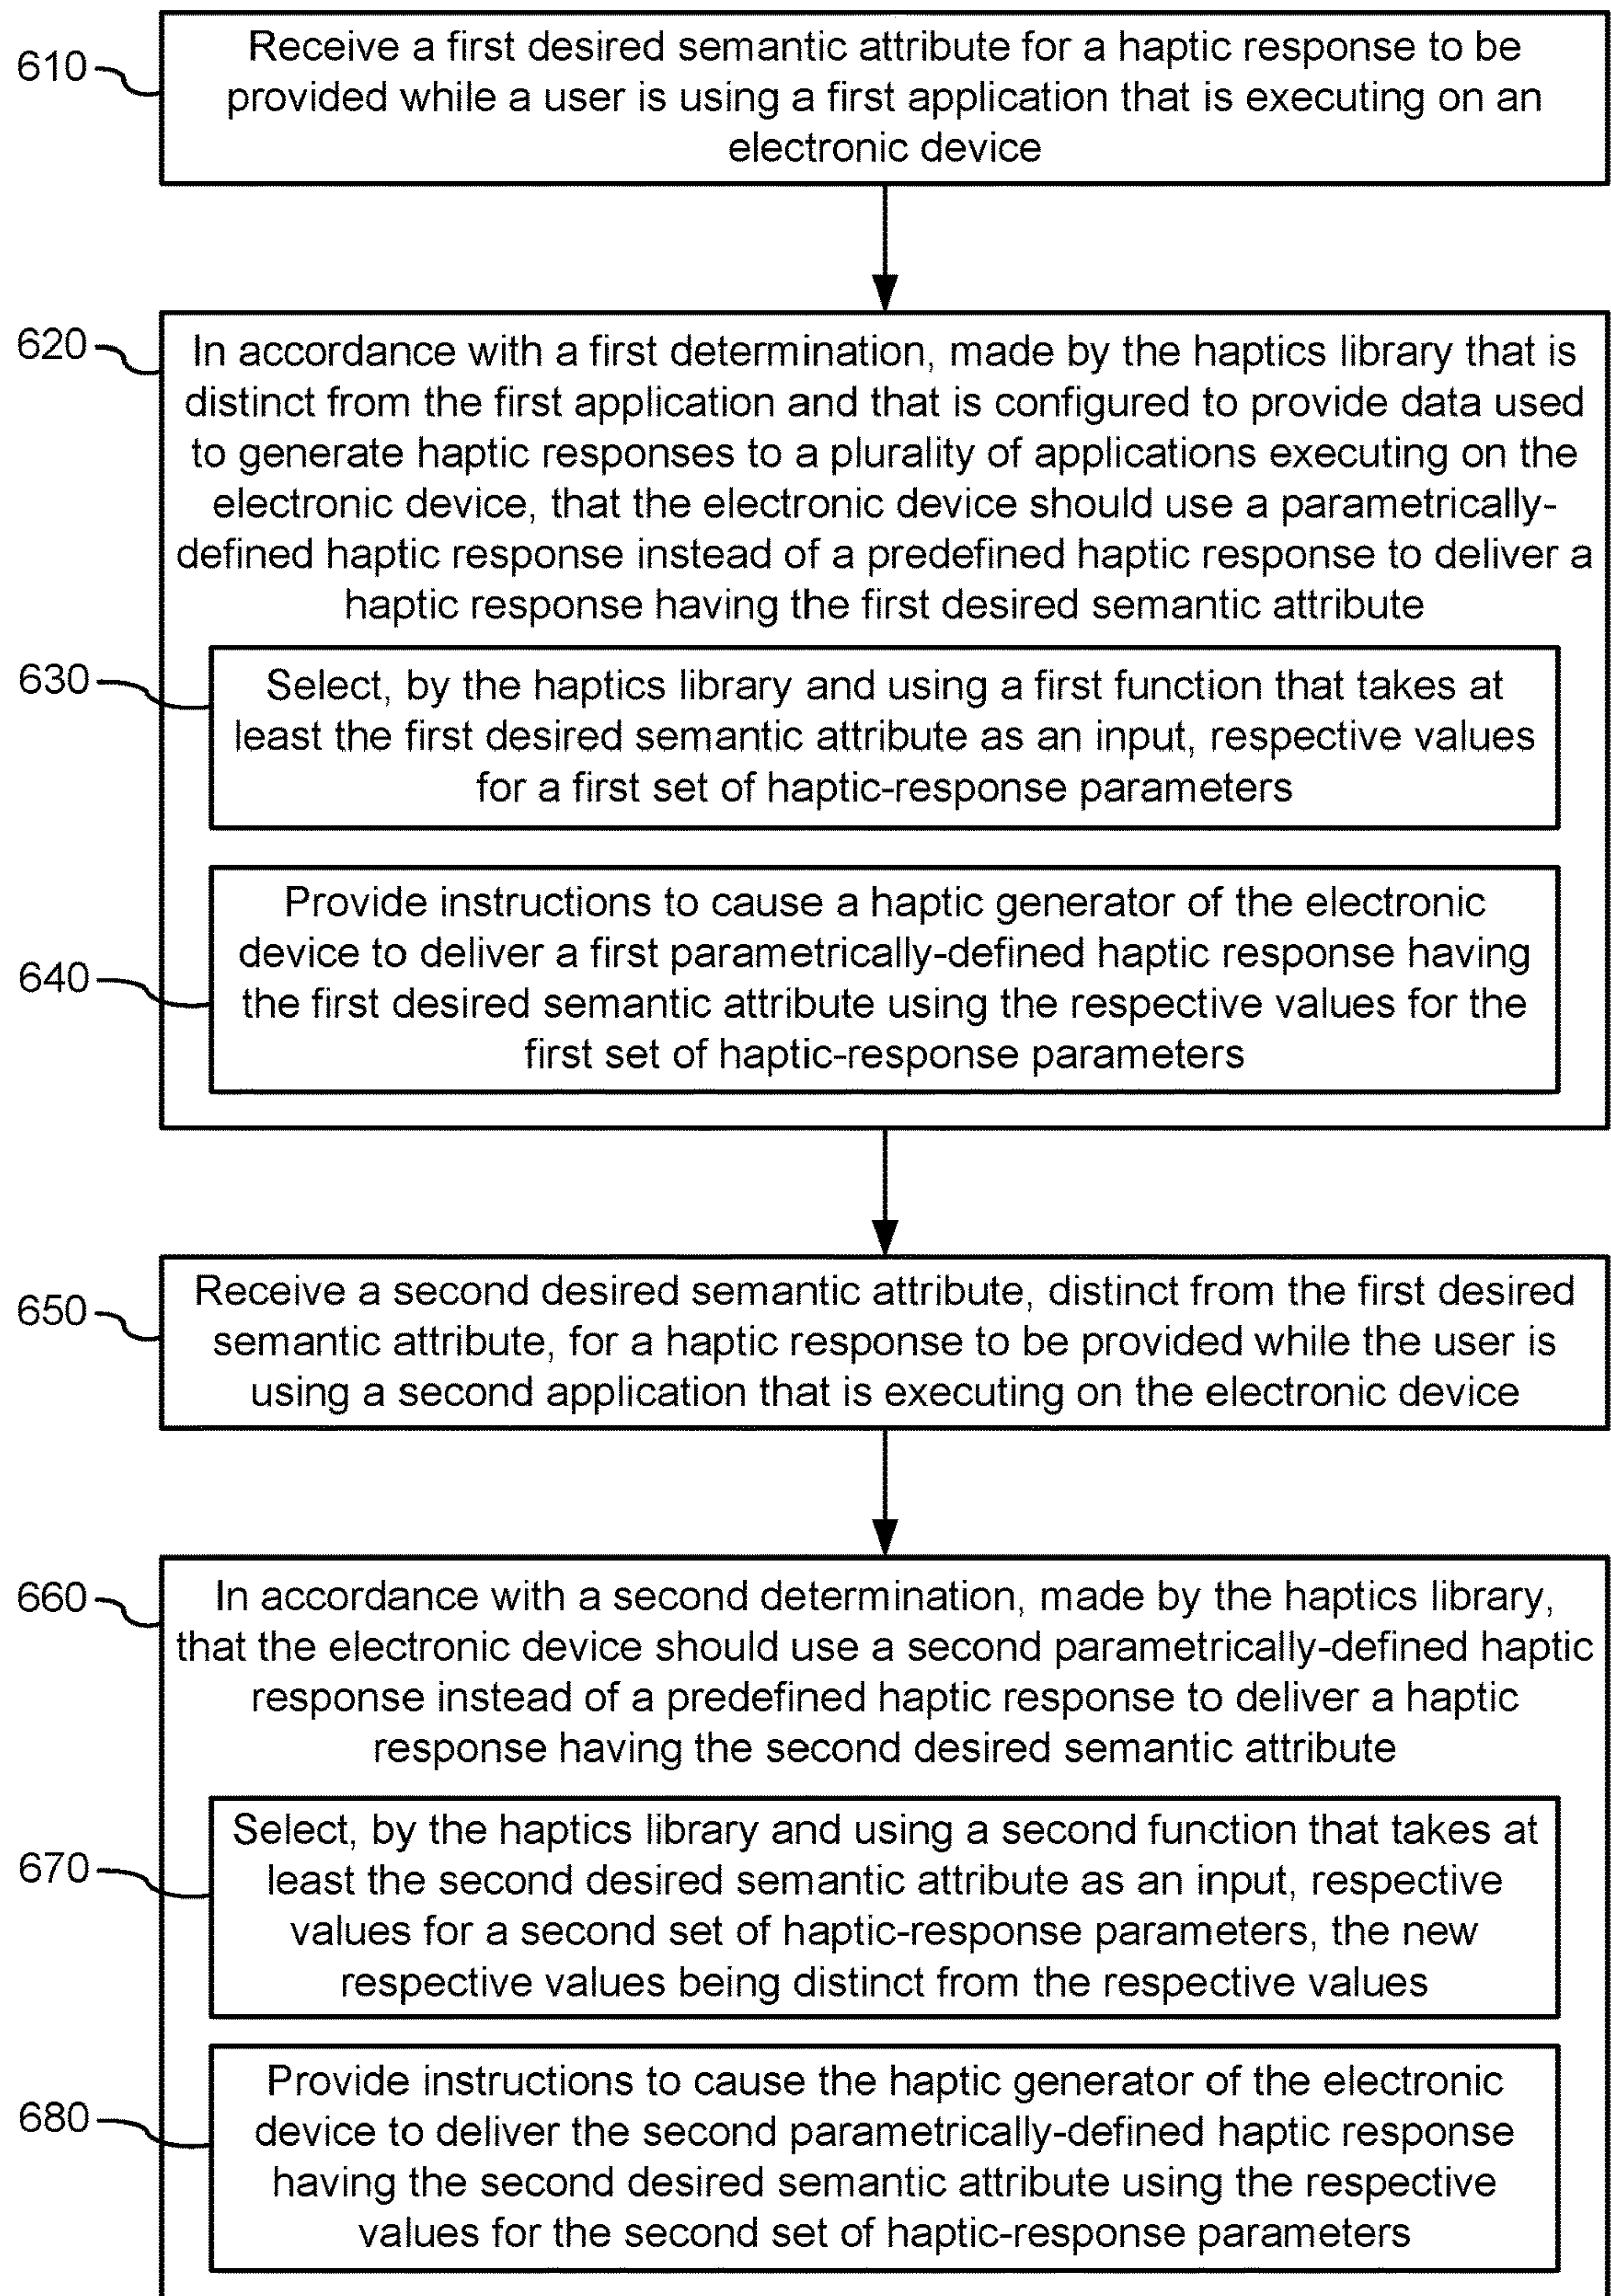 610
Receive a first desired semantic attribute for a haptic response to be
provided while a user is using a first application that is executing on an
electronic device
620
In accordance with a first determination, made by the haptics library that is
distinct from the first application and that is configured to provide data used
to generate haptic responses to a plurality of applications executing on the
electronic device, that the electronic device should use a parametrically-
defined haptic response instead of a predefined haptic response to deliver a
haptic response having the first desired semantic attribute
630
Select, by the haptics library and using a first function that takes at
least the first desired semantic attribute as an input, respective values
for a first set of haptic-response parameters
640
Provide instructions to cause a haptic generator of the electronic
device to deliver a first parametrically-defined haptic response having
the first desired semantic attribute using the respective values for the
first set of haptic-response parameters
650
Receive a second desired semantic attribute, distinct from the first desired
semantic attribute, for a haptic response to be provided while the user is
using a second application that is executing on the electronic device
660
In accordance with a second determination, made by the haptics library,
that the electronic device should use a second parametrically-defined haptic
response instead of a predefined haptic response to deliver a haptic
response having the second desired semantic attribute
670
Select, by the haptics library and using a second function that takes at
least the second desired semantic attribute as an input, respective
values for a second set of haptic-response parameters, the new
respective values being distinct from the respective values
680
Provide instructions to cause the haptic generator of the electronic
device to deliver the second parametrically-defined haptic response
having the second desired semantic attribute using the respective
values for the second set of haptic-response parameters